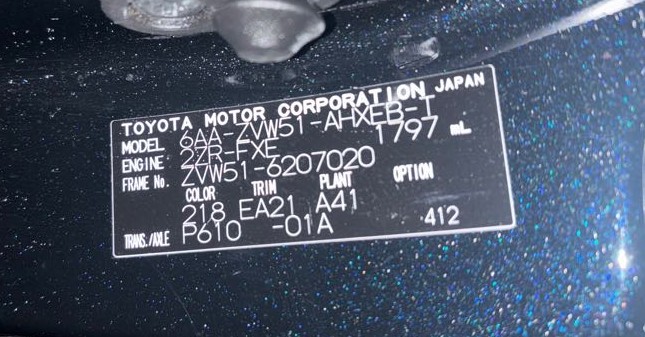 TOYOTA MOTOR CORPORATION JAPAN
MODEL 6AA-ZVW51-AHXEB-T
ENGINE 2ZR-FXE 1797 mL
FRAME No. ZVW51-6207020
COLOR TRIM PLANT OPTION
218 EA21 A41
TRANS./AXLE P610 -01A 412